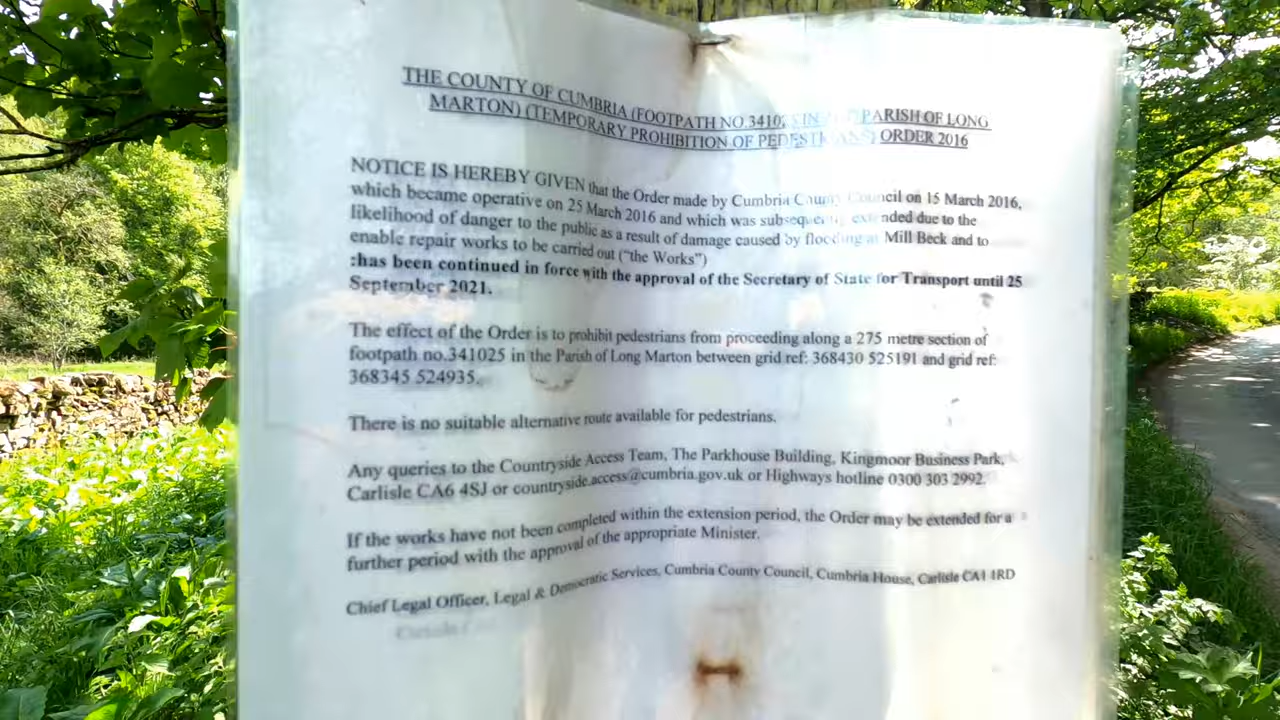 THE COUNTY OF CUMBRIA (FOOTPATH NO.3410 IN PARISH OF LONG
MARTON) (TEMPORARY PROHIBITION OF PEDESTRIANS) ORDER 2016
NOTICE IS HEREBY GIVEN that the Order made by Cumbria County Council on 15 March 2016,
which became operative on 25 March 2016 and which was subsequently extended due to the
likelihood of danger to the public as a result of damage caused by flooding at Mill Beck and to
enable repair works to be carried out ("the Works")
:has been continued in force with the approval of the Secretary of State for Transport until 25
September 2021.
The effect of the Order is to prohibit pedestrians from proceeding along a 275 metre section of
footpath no.341025 in the Parish of Long Marton between grid ref: 368430 525191 and grid ref:
368345 524935.
There is no suitable alternative route available for pedestrians.
Any queries to the Countryside Access Team, The Parkhouse Building, Kingmoor Business Park,
Carlisle CA6 4SJ or countryside.access@cumbria.gov.uk or Highways hotline 0300 303 2992.
If the works have not been completed within the extension period, the Order may be extended for a
further period with the approval of the appropriate Minister.
Chief Legal Officer, Legal & Democratic Services, Cumbria County Council, Cumbria House, Carlisle CA1 1RD